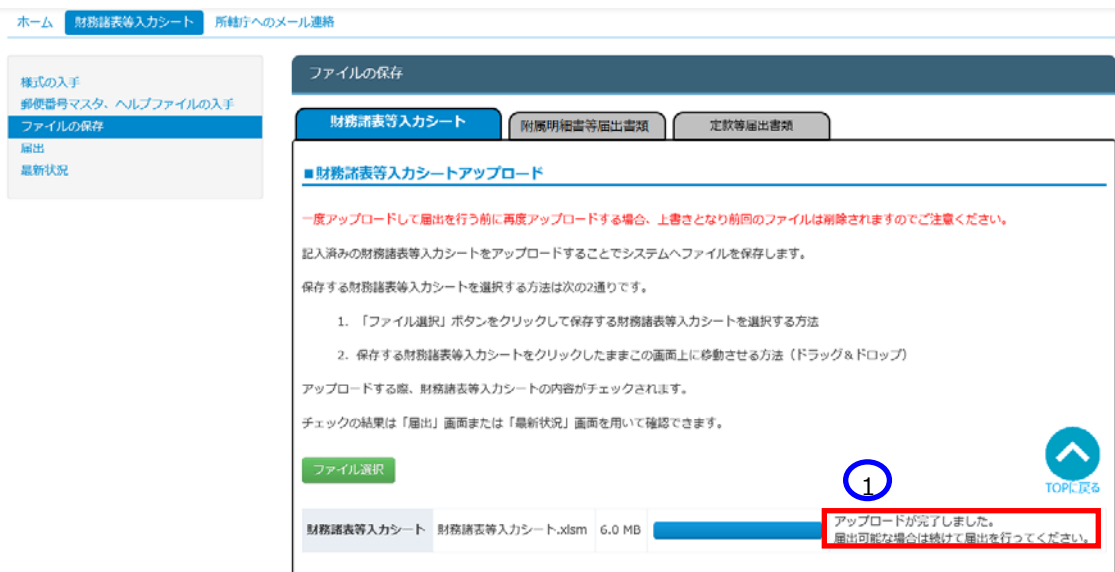 ホーム 財務諸表等入力シート 所轄庁へのメール連絡
様式の入手
郵便番号マスタ、ヘルプファイルの入手
ファイルの保存
届出
最新状況
ファイルの保存
財務諸表等入力シート 附属明細書等届出書類 定款等届出書類
■財務諸表等入力シートアップロード
一度アップロードして届出を行う前に再度アップロードする場合、上書きとなり前回のファイルは削除されますのでご注意ください。
記入済みの財務諸表等入力シートをアップロードすることでシステムへファイルを保存します。
保存する財務諸表等入力シートを選択する方法は次の2通りです。
1. 「ファイル選択」ボタンをクリックして保存する財務諸表等入力シートを選択する方法
2. 保存する財務諸表等入力シートをクリックしたままこの画面上に移動させる方法（ドラッグ＆ドロップ）
アップロードする際、財務諸表等入力シートの内容がチェックされます。
チェックの結果は「届出」画面または「最新状況」画面を用いて確認できます。
ファイル選択
1
TOPに戻る
財務諸表等入力シート 財務諸表等入力シート.xlsm 6.0 MB
アップロードが完了しました。
届出可能な場合は続けて届出を行ってください。